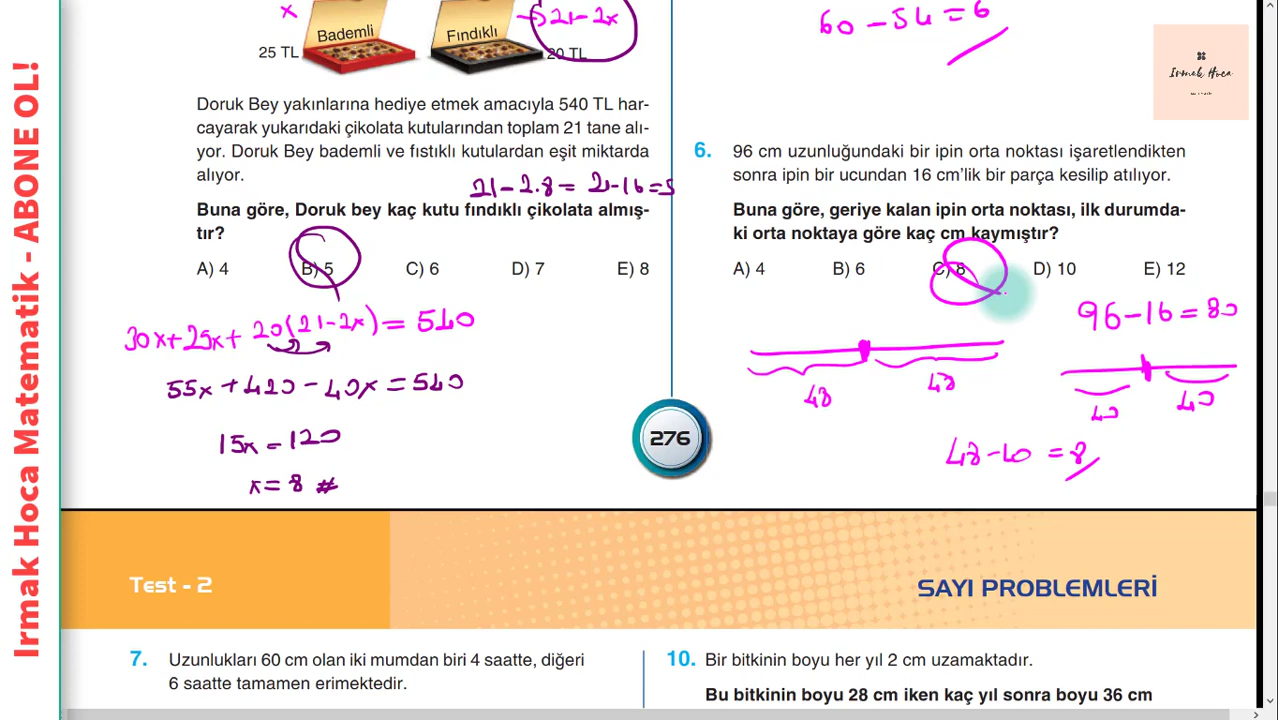 Irmak Hoca Matematik - ABONE OL!
x
Bademli
25 TL
Fındıklı
21-2x
20 TL
Doruk Bey yakınlarına hediye etmek amacıyla 540 TL har-
cayarak yukarıdaki çikolata kutularından toplam 21 tane alı-
yor. Doruk Bey bademli ve fıstıklı kutulardan eşit miktarda
alıyor.
21-2.8 = 21-16=5
Buna göre, Doruk bey kaç kutu fındıklı çikolata almış-
tır?
A) 4 B) 5 C) 6 D) 7 E) 8
30x+25x+ 20(21-2x) = 540
55x +420 - 40x = 540
15x = 120
x = 8
60 - 54 = 6
Irmak Hoca
6. 96 cm uzunluğundaki bir ipin orta noktası işaretlendikten
sonra ipin bir ucundan 16 cm'lik bir parça kesilip atılıyor.
Buna göre, geriye kalan ipin orta noktası, ilk durumda-
ki orta noktaya göre kaç cm kaymıştır?
A) 4 B) 6 C) 8 D) 10 E) 12
96-16=80
48 48
40 40
48-40 = 8
276
Test - 2
SAYI PROBLEMLERİ
7. Uzunlukları 60 cm olan iki mumdan biri 4 saatte, diğeri
6 saatte tamamen erimektedir.
10. Bir bitkinin boyu her yıl 2 cm uzamaktadır.
Bu bitkinin boyu 28 cm iken kaç yıl sonra boyu 36 cm